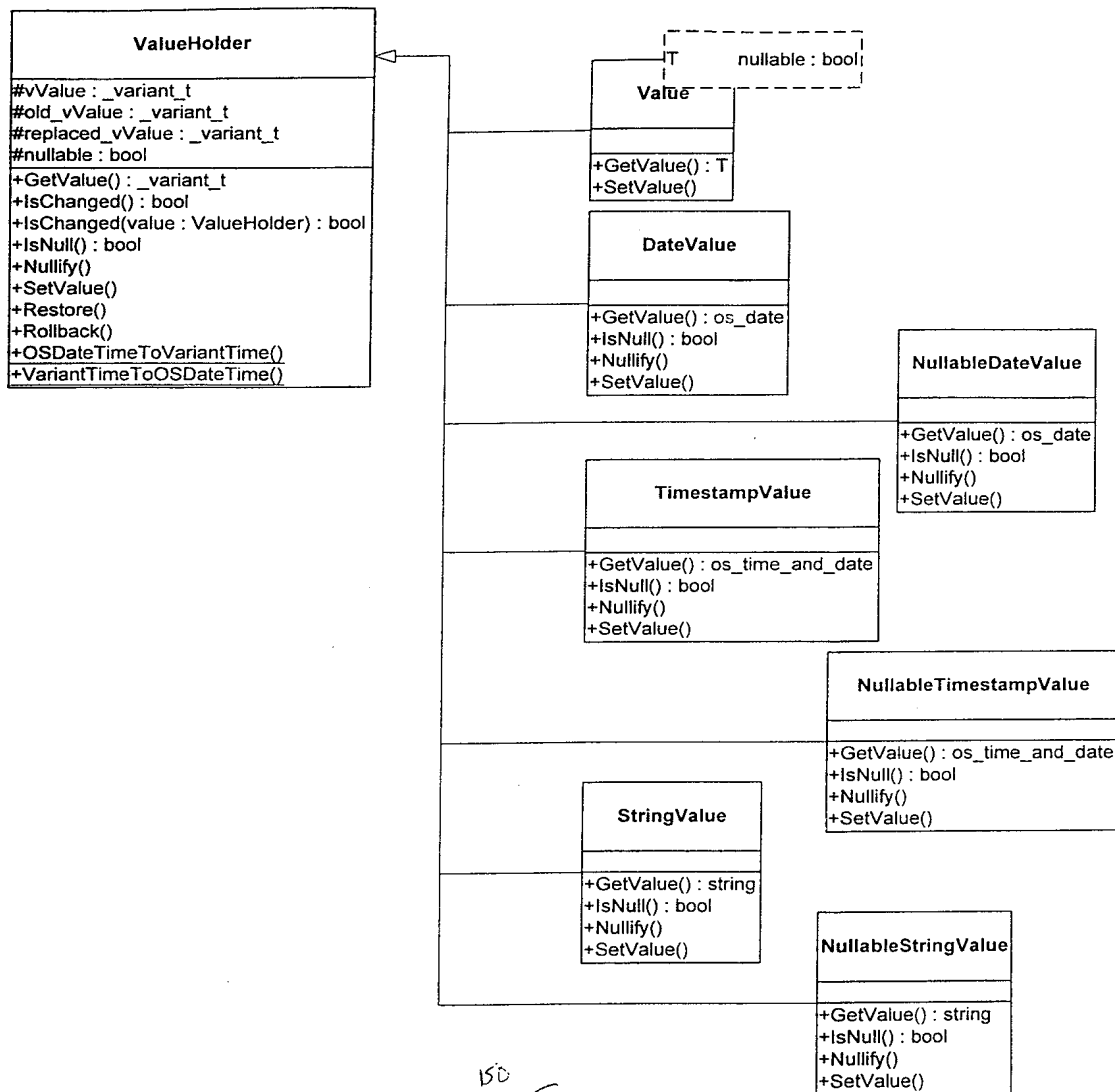 ValueHolder
#vValue : _variant_t
#old_vValue : _variant_t
#replaced_vValue : _variant_t
#nullable : bool
+GetValue() : _variant_t
+IsChanged() : bool
+IsChanged(value : ValueHolder) : bool
+IsNull() : bool
+Nullify()
+SetValue()
+Restore()
+Rollback()
+OSDateTimeToVariantTime()
+VariantTimeToOSDateTime()
T nullable : bool
Value
+GetValue() : T
+SetValue()
DateValue
+GetValue() : os_date
+IsNull() : bool
+Nullify()
+SetValue()
NullableDateValue
+GetValue() : os_date
+IsNull() : bool
+Nullify()
+SetValue()
TimestampValue
+GetValue() : os_time_and_date
+IsNull() : bool
+Nullify()
+SetValue()
NullableTimestampValue
+GetValue() : os_time_and_date
+IsNull() : bool
+Nullify()
+SetValue()
StringValue
+GetValue() : string
+IsNull() : bool
+Nullify()
+SetValue()
NullableStringValue
+GetValue() : string
+IsNull() : bool
+Nullify()
+SetValue()
150